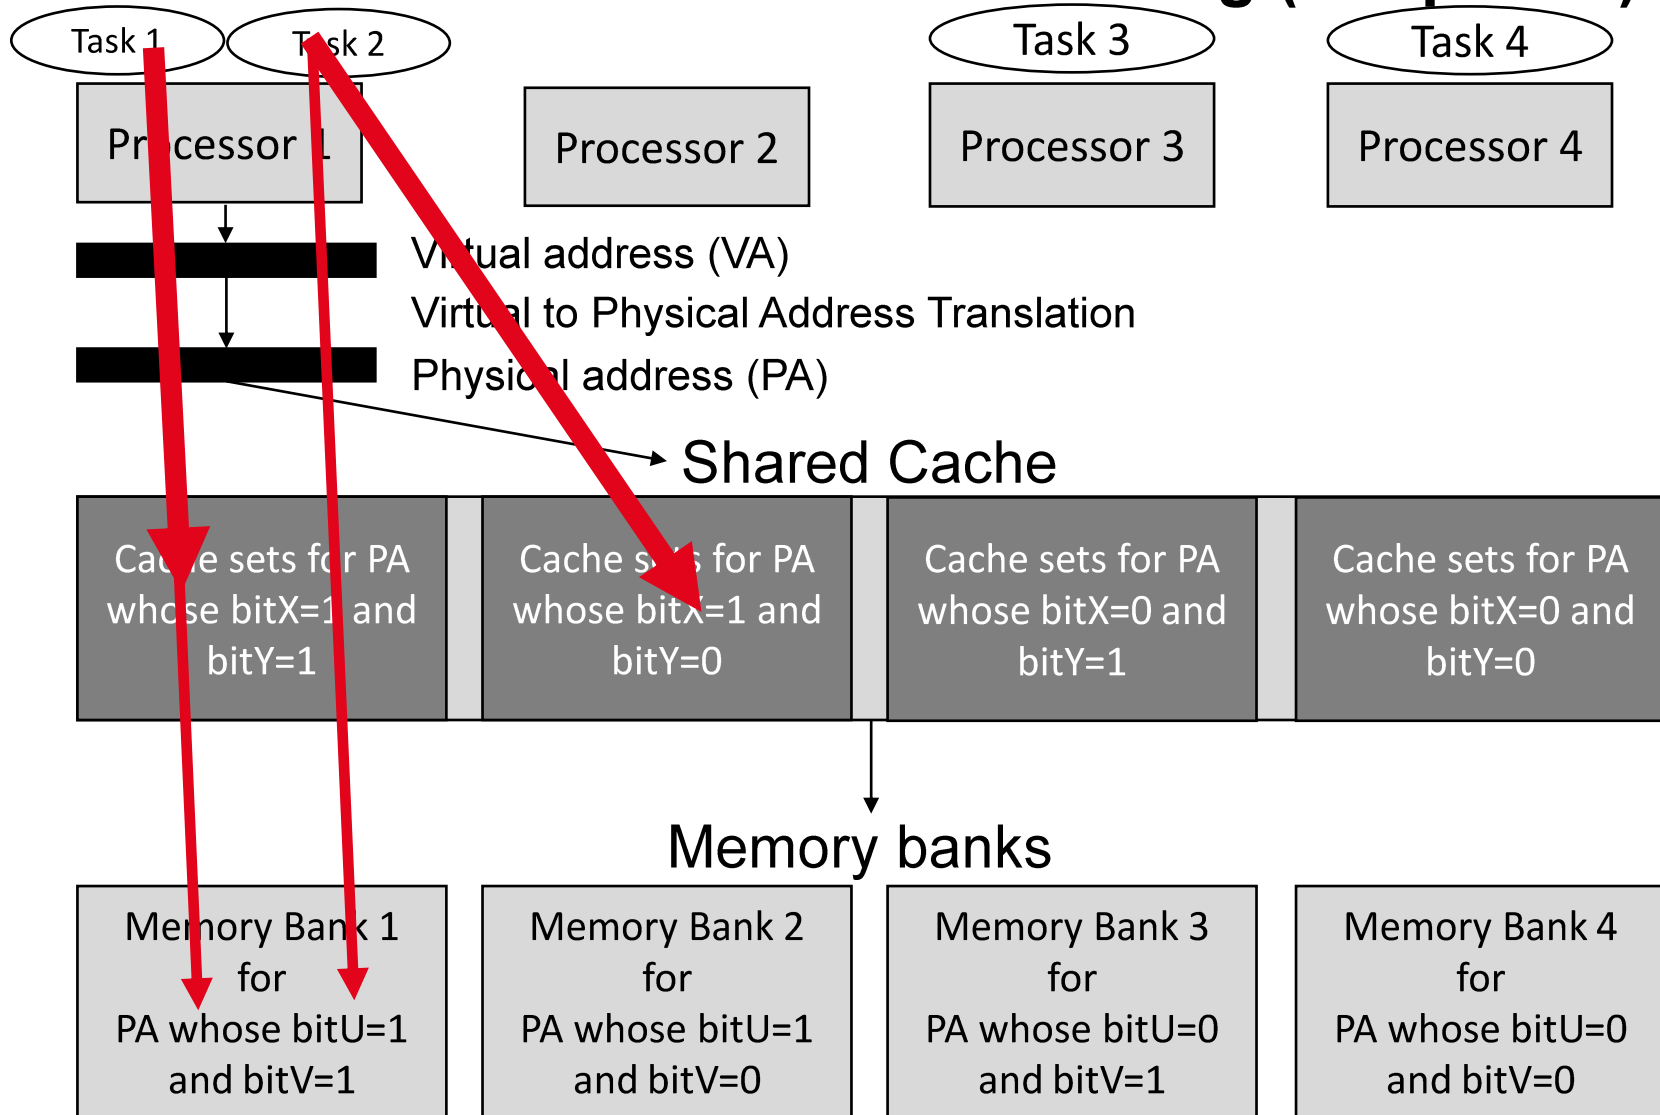 Task 1
Task 2
Task 3
Task 4
Processor 1
Processor 2
Processor 3
Processor 4
Virtual address (VA)
Virtual to Physical Address Translation
Physical address (PA)
Shared Cache
Cache sets for PA
whose bitX=1 and
bitY=1
Cache sets for PA
whose bitX=1 and
bitY=0
Cache sets for PA
whose bitX=0 and
bitY=1
Cache sets for PA
whose bitX=0 and
bitY=0
Memory banks
Memory Bank 1
for
PA whose bitU=1
and bitV=1
Memory Bank 2
for
PA whose bitU=1
and bitV=0
Memory Bank 3
for
PA whose bitU=0
and bitV=1
Memory Bank 4
for
PA whose bitU=0
and bitV=0